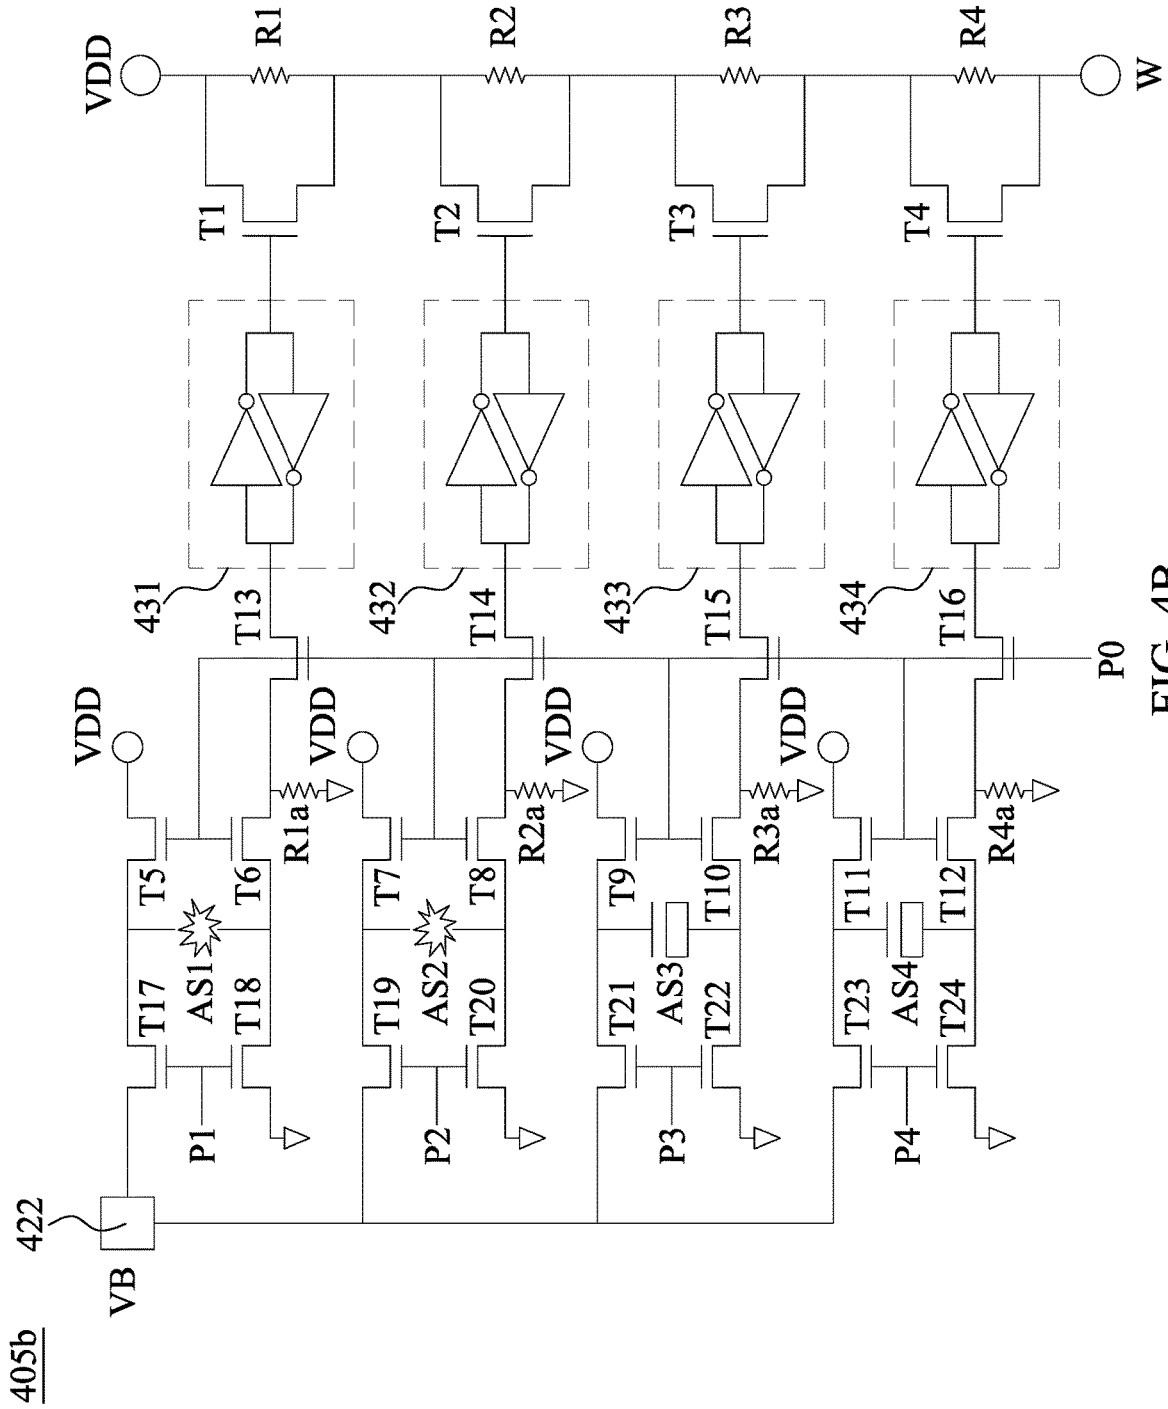 405b
VB
422
VDD
T17
T5
P1
AS1
T18
T6
R1a
T13
431
T1
VDD
R1
VDD
T19
T7
P2
AS2
T20
T8
R2a
T14
432
T2
R2
VDD
T21
T9
P3
AS3
T22
T10
R3a
T15
433
T3
R3
VDD
T23
T11
P4
AS4
T24
T12
R4a
T16
434
T4
R4
P0
W